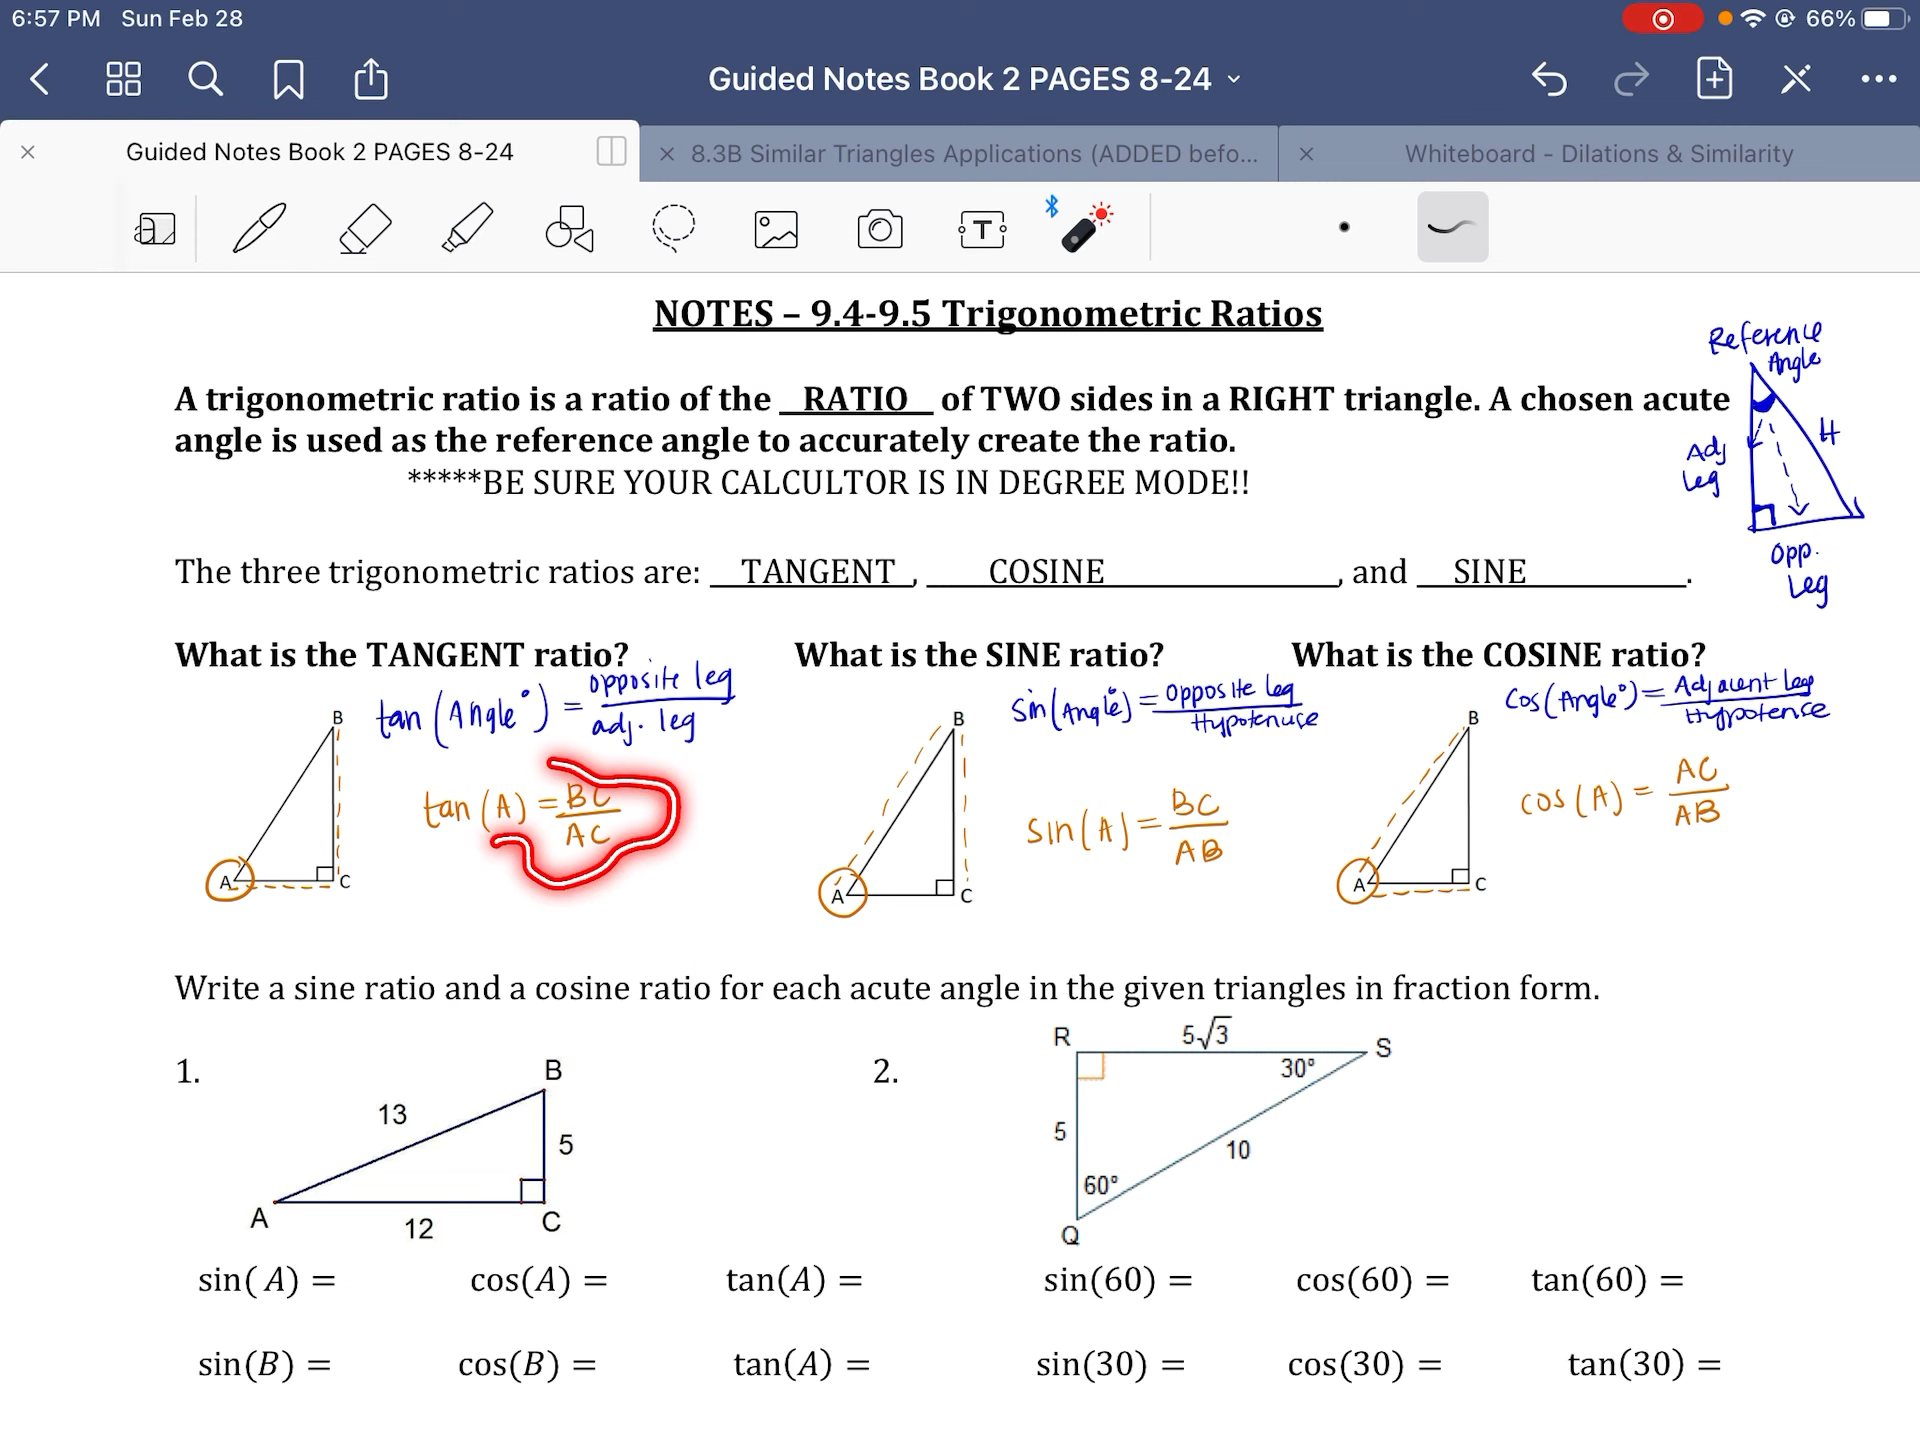 6:57 PM Sun Feb 28
66%
Guided Notes Book 2 PAGES 8-24
Guided Notes Book 2 PAGES 8-24
8.3B Similar Triangles Applications (ADDED befo...
Whiteboard - Dilations & Similarity
NOTES – 9.4-9.5 Trigonometric Ratios
Reference
Angle
A trigonometric ratio is a ratio of the RATIO of TWO sides in a RIGHT triangle. A chosen acute
angle is used as the reference angle to accurately create the ratio.
*****BE SURE YOUR CALCULTOR IS IN DEGREE MODE!!
Adj
Leg
H
Opp.
Leg
The three trigonometric ratios are: TANGENT, COSINE, and SINE.
What is the TANGENT ratio?
tan (Angle°) = opposite leg / adj. leg
B
A
C
tan (A) = BC / AC
What is the SINE ratio?
sin(Angle°) = Opposite leg / Hypotenuse
B
A
C
sin(A) = BC / AB
What is the COSINE ratio?
cos(Angle°) = Adjacent Leg / Hypotenuse
B
A
C
cos(A) = AC / AB
Write a sine ratio and a cosine ratio for each acute angle in the given triangles in fraction form.
1.
B
13
5
A
12
C
2.
R
5√3
S
30°
5
10
60°
Q
sin(A) = cos(A) = tan(A) =
sin(B) = cos(B) = tan(A) =
sin(60) = cos(60) = tan(60) =
sin(30) = cos(30) = tan(30) =